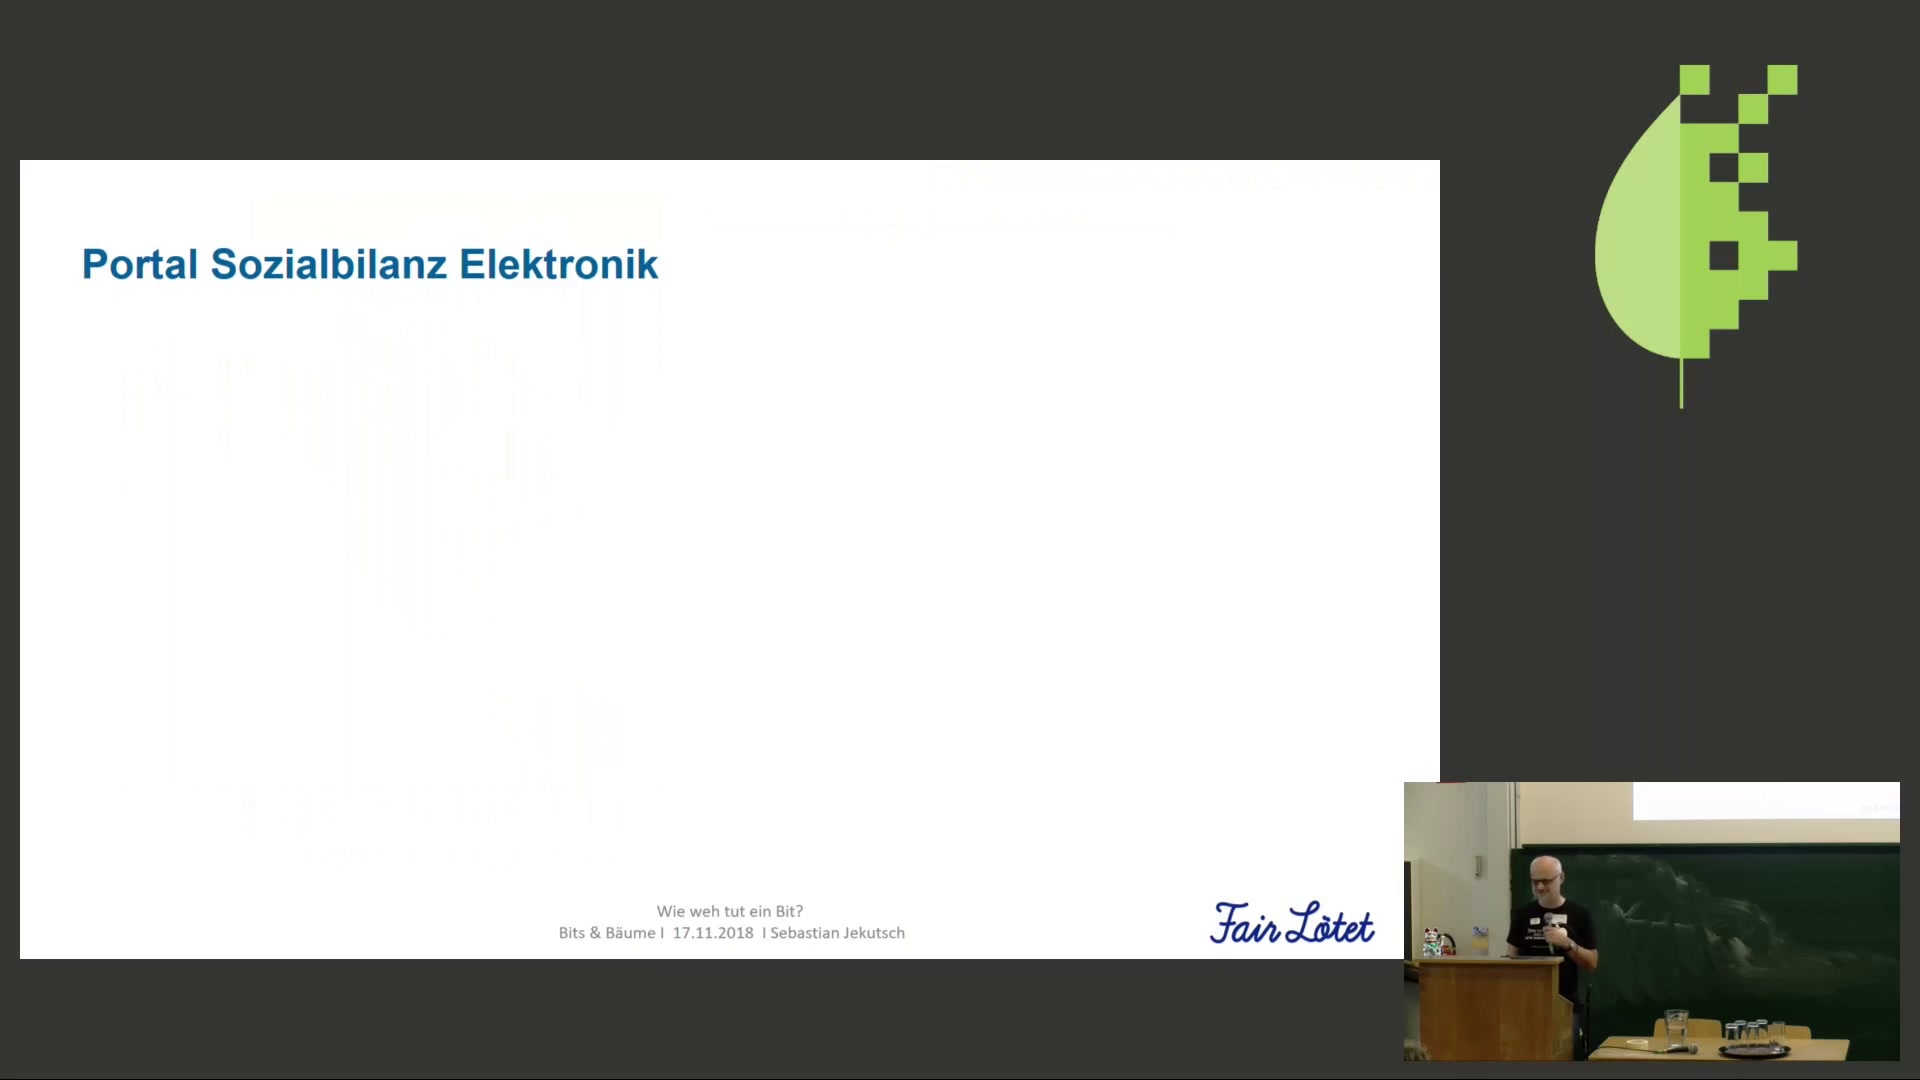 Portal Sozialbilanz Elektronik
Wie weh tut ein Bit?
Bits & Bäume I 17.11.2018 I Sebastian Jekutsch
Fair Lötet